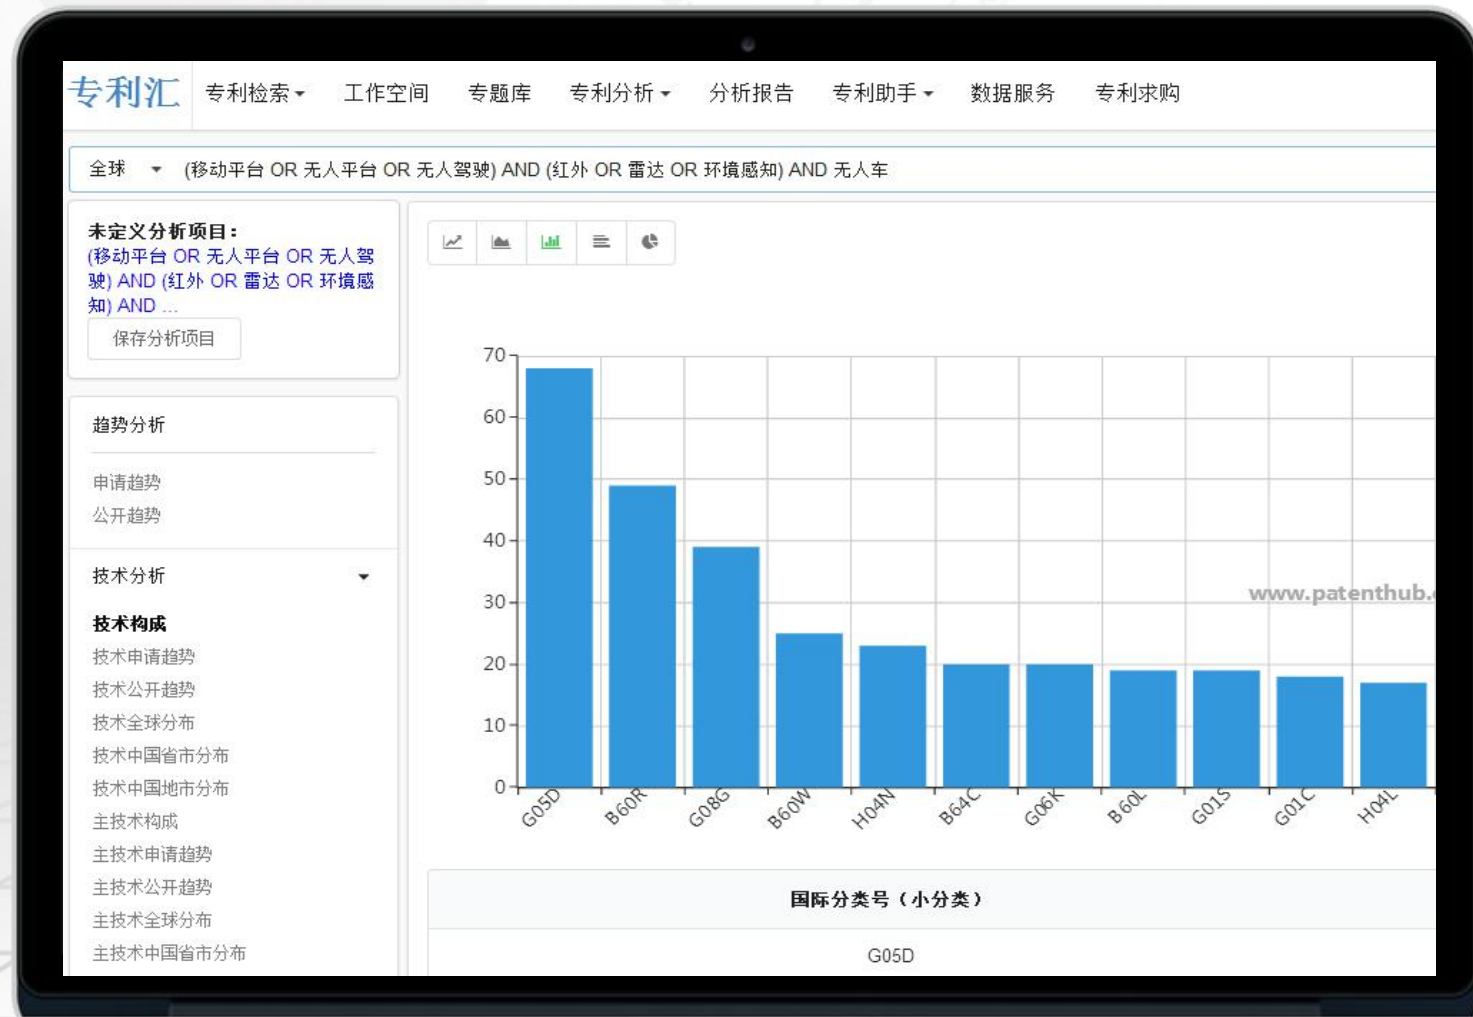 专利汇 专利检索 工作空间 专题库 专利分析 分析报告 专利助手 数据服务 专利求购
全球 (移动平台 OR 无人平台 OR 无人驾驶) AND (红外 OR 雷达 OR 环境感知) AND 无人车
未定义分析项目：
(移动平台 OR 无人平台 OR 无人驾
驶) AND (红外 OR 雷达 OR 环境感
知) AND ...
保存分析项目
趋势分析
申请趋势
公开趋势
技术分析
技术构成
技术申请趋势
技术公开趋势
技术全球分布
技术中国省市分布
技术中国地市分布
主技术构成
主技术申请趋势
主技术公开趋势
主技术全球分布
主技术中国省市分布
70
60
50
40
30
20
10
0
www.patenthub.
G05D B60R G08G B60W H04N B64C G06K B60L G01S G01C H04L
国际分类号（小分类）
G05D